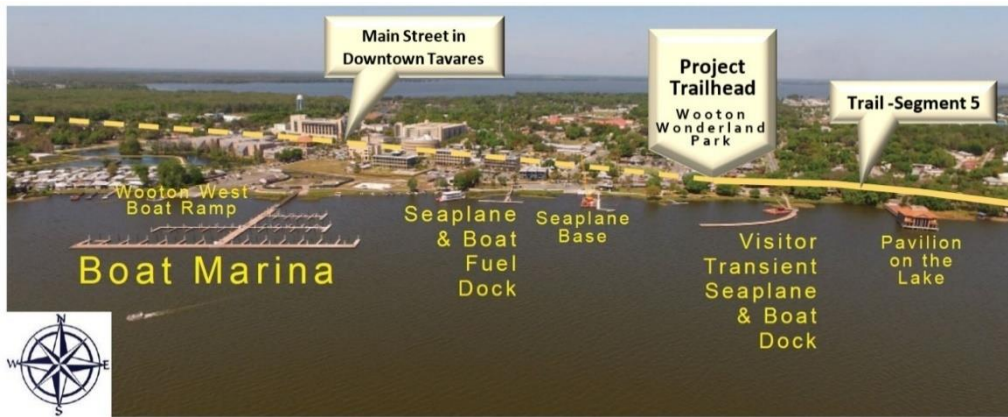 Main Street in
Downtown Tavares
Project
Trailhead
Wooton
Wonderland
Park
Trail -Segment 5
Wooton West
Boat Ramp
Boat Marina
Seaplane
& Boat
Fuel
Dock
Seaplane
Base
Visitor
Transient
Seaplane
& Boat
Dock
Pavilion
on the
Lake
N
W
E
S